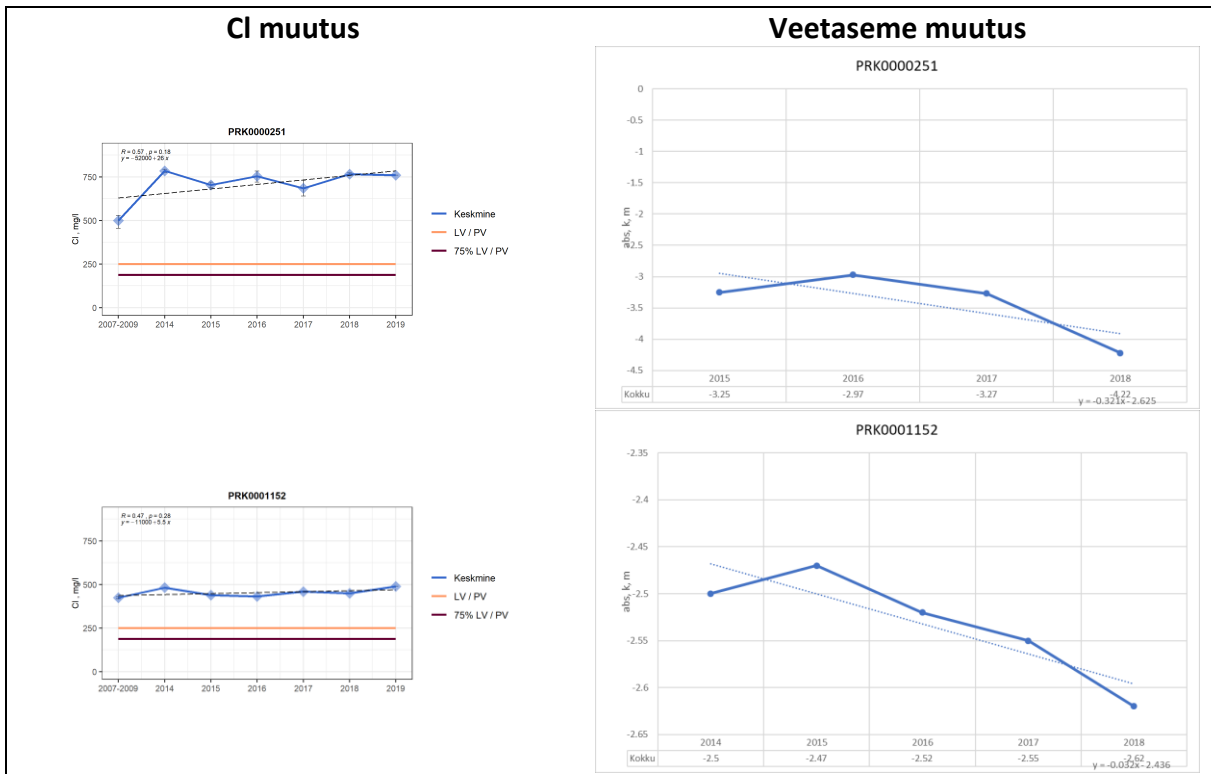 Cl muutus
Veetaseme muutus
PRK0000251
R = 0.57 , p = 0.18
y = −52000 + 26 x
750
500
250
0
Cl , mg/l
2007-2009 2014 2015 2016 2017 2018 2019
Keskmine
LV / PV
75% LV / PV
PRK0000251
0
-0.5
-1
-1.5
-2
-2.5
-3
-3.5
-4
-4.5
abs, k, m
2015 2016 2017 2018
Kokku -3.25 -2.97 -3.27 -4.22
y = -0.321x - 2.625
PRK0001152
R = 0.47 , p = 0.28
y = −11000 + 5.5 x
750
500
250
0
Cl , mg/l
2007-2009 2014 2015 2016 2017 2018 2019
Keskmine
LV / PV
75% LV / PV
PRK0001152
-2.35
-2.4
-2.45
-2.5
-2.55
-2.6
-2.65
abs, k, m
2014 2015 2016 2017 2018
Kokku -2.5 -2.47 -2.52 -2.55 -2.62
y = -0.032x - 2.436